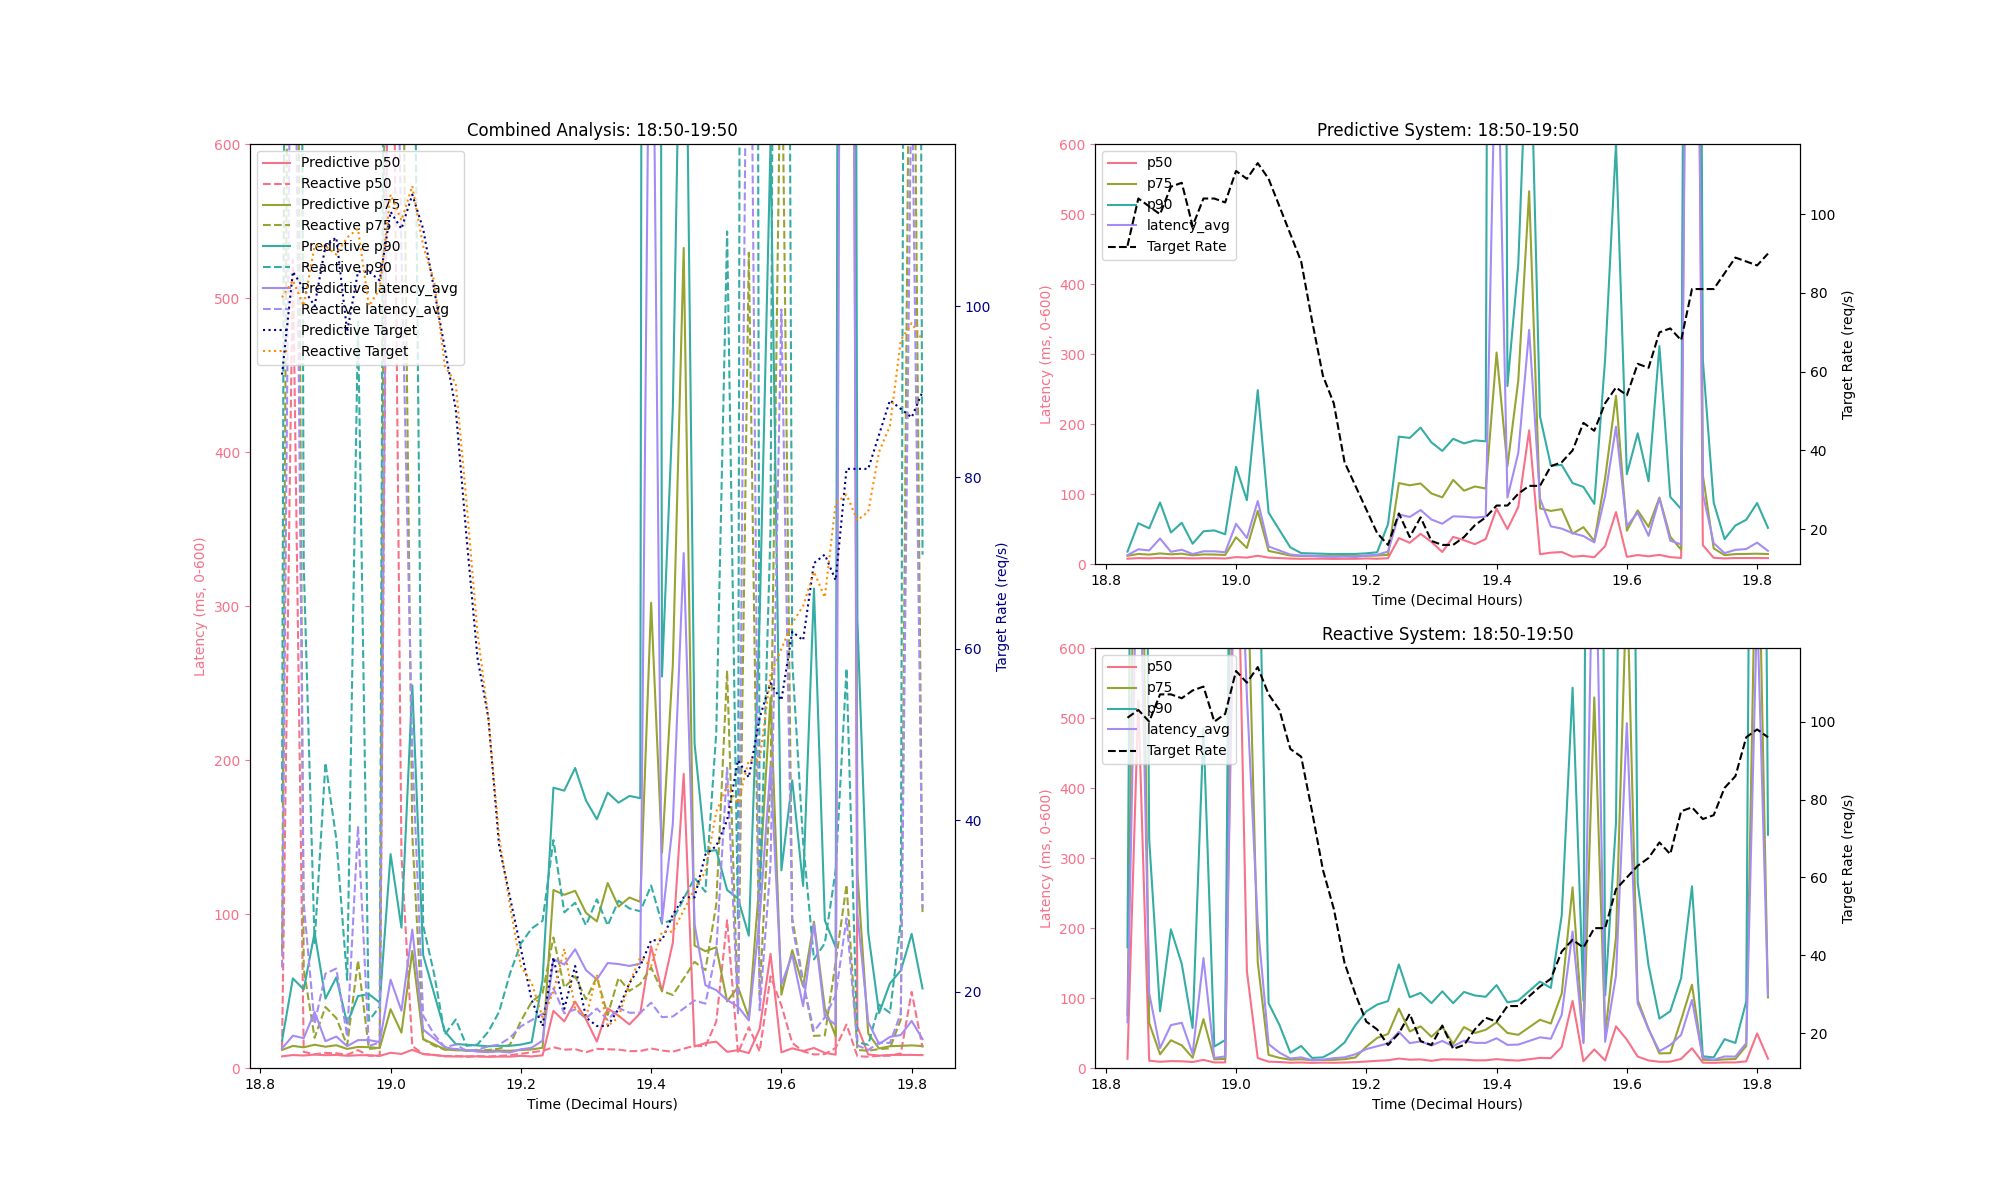 Combined Analysis: 18:50-19:50
600
500
400
300
200
100
0
Latency (ms, 0-600)
Predictive p50
Reactive p50
Predictive p75
Reactive p75
Predictive p90
Reactive p90
Predictive latency_avg
Reactive latency_avg
Predictive Target
Reactive Target
100
80
60
40
20
Target Rate (req/s)
18.8 19.0 19.2 19.4 19.6 19.8
Time (Decimal Hours)
Predictive System: 18:50-19:50
600
500
400
300
200
100
0
Latency (ms, 0-600)
p50
p75
p90
latency_avg
Target Rate
100
80
60
40
20
Target Rate (req/s)
18.8 19.0 19.2 19.4 19.6 19.8
Time (Decimal Hours)
Reactive System: 18:50-19:50
600
500
400
300
200
100
0
Latency (ms, 0-600)
p50
p75
p90
latency_avg
Target Rate
100
80
60
40
20
Target Rate (req/s)
18.8 19.0 19.2 19.4 19.6 19.8
Time (Decimal Hours)